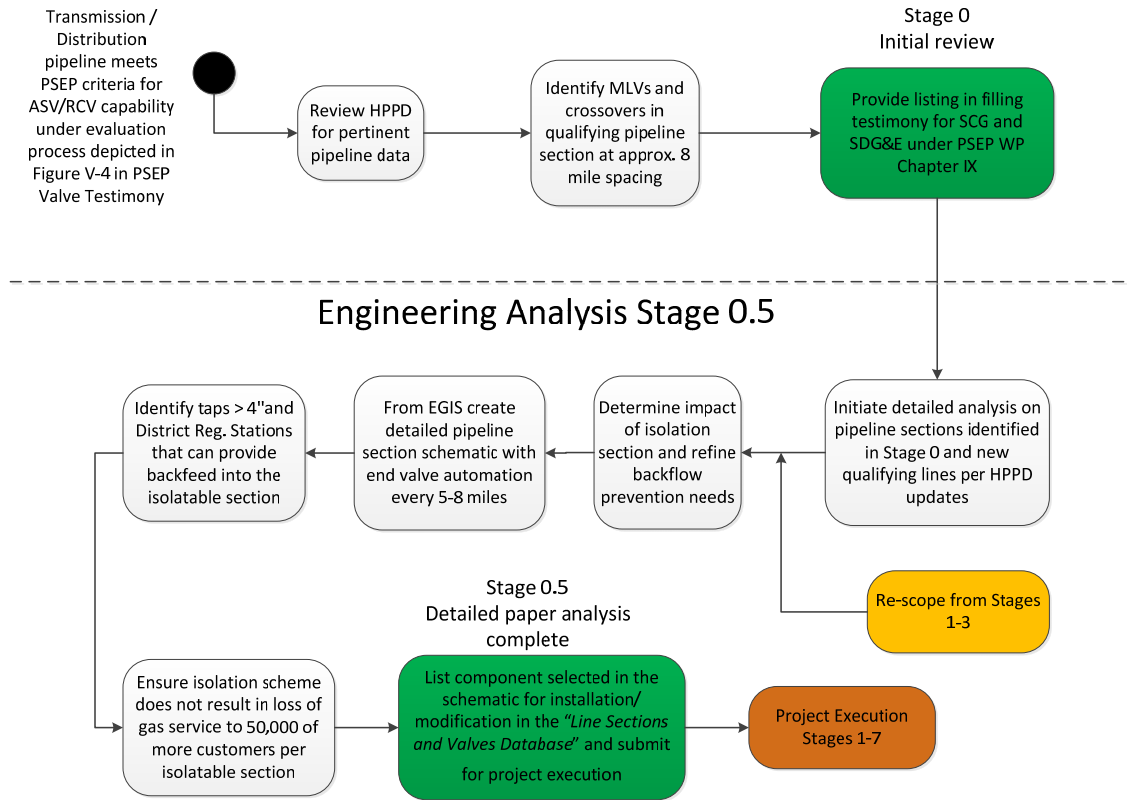 Transmission /
Distribution
pipeline meets
PSEP criteria for
ASV/RCV capability
under evaluation
process depicted in
Figure V-4 in PSEP
Valve Testimony
Review HPPD
for pertinent
pipeline data
Identify MLVs and
crossovers in
qualifying pipeline
section at approx. 8
mile spacing
Stage 0
Initial review
Provide listing in filling
testimony for SCG and
SDG&E under PSEP WP
Chapter IX
Engineering Analysis Stage 0.5
Initiate detailed analysis on
pipeline sections identified
in Stage 0 and new
qualifying lines per HPPD
updates
Determine impact
of isolation
section and refine
backflow
prevention needs
From EGIS create
detailed pipeline
section schematic with
end valve automation
every 5-8 miles
Identify taps > 4"and
District Reg. Stations
that can provide
backfeed into the
isolatable section
Re-scope from Stages
1-3
Ensure isolation scheme
does not result in loss of
gas service to 50,000 of
more customers per
isolatable section
Stage 0.5
Detailed paper analysis
complete
List component selected in the
schematic for installation/
modification in the “Line Sections
and Valves Database” and submit
for project execution
Project Execution
Stages 1-7